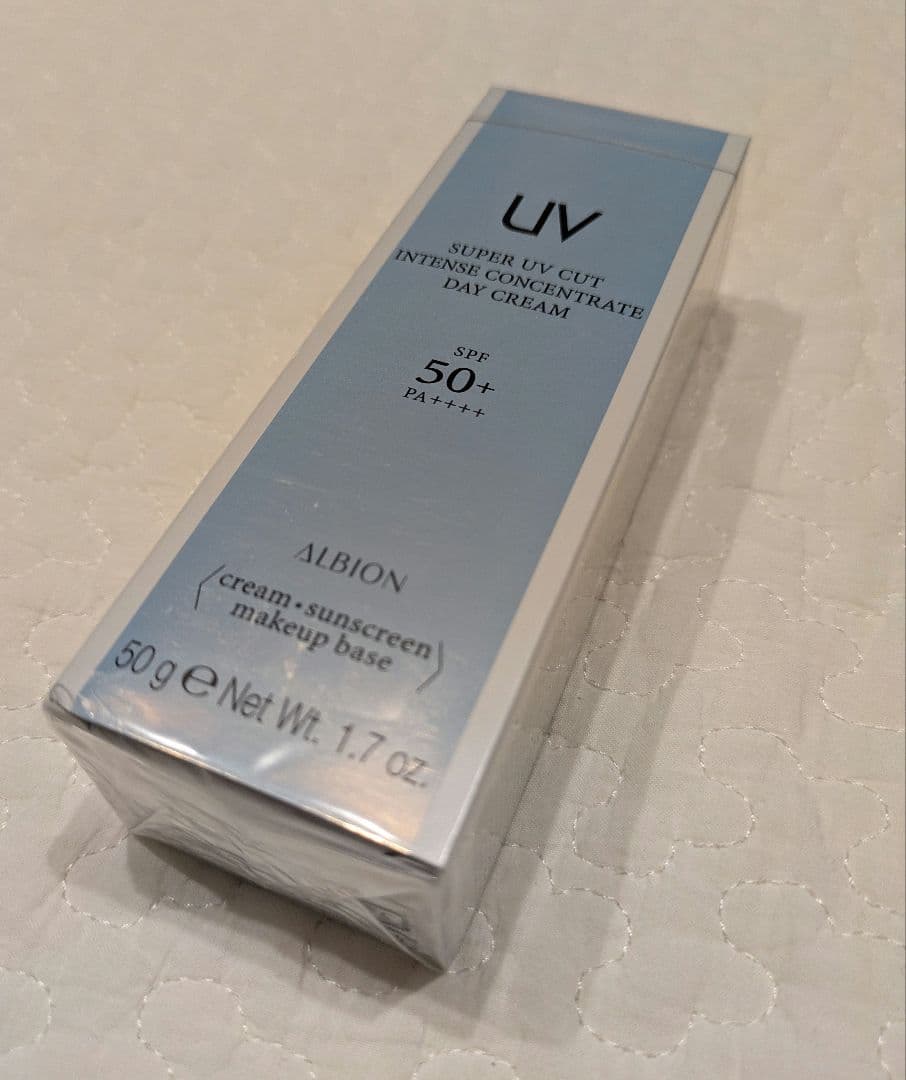 UV
SUPER UV CUT
INTENSE CONCENTRATE
DAY CREAM
SPF
50+
PA++++
ALBION
〈cream・sunscreen
makeup base〉
50 g ℮ Net Wt. 1.7 oz.